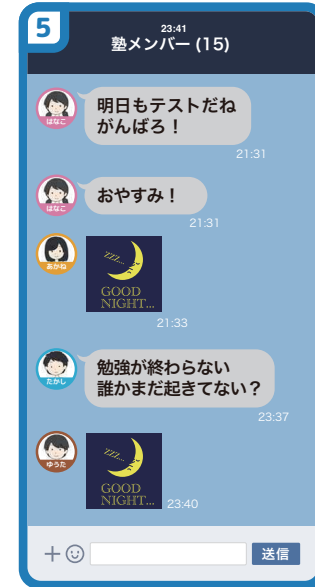 5
23:41
塾メンバー (15)
明日もテストだね
がんばろ！
はなこ
21:31
おやすみ！
はなこ
21:31
zzz...
GOOD
NIGHT...
あかね
21:33
勉強が終わらない
誰かまだ起きてない？
たかし
23:37
zzz...
GOOD
NIGHT...
ゆうた
23:40
送信